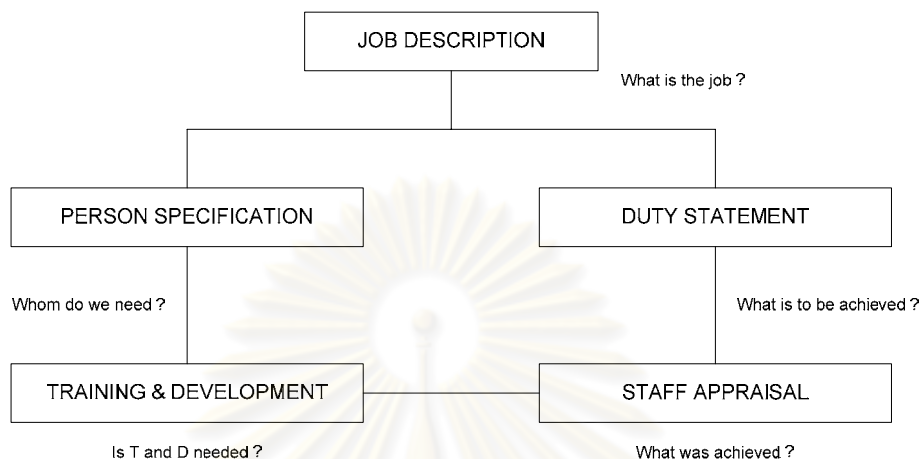 JOB DESCRIPTION
What is the job ?
PERSON SPECIFICATION
DUTY STATEMENT
Whom do we need ?
What is to be achieved ?
TRAINING & DEVELOPMENT
STAFF APPRAISAL
Is T and D needed ?
What was achieved ?